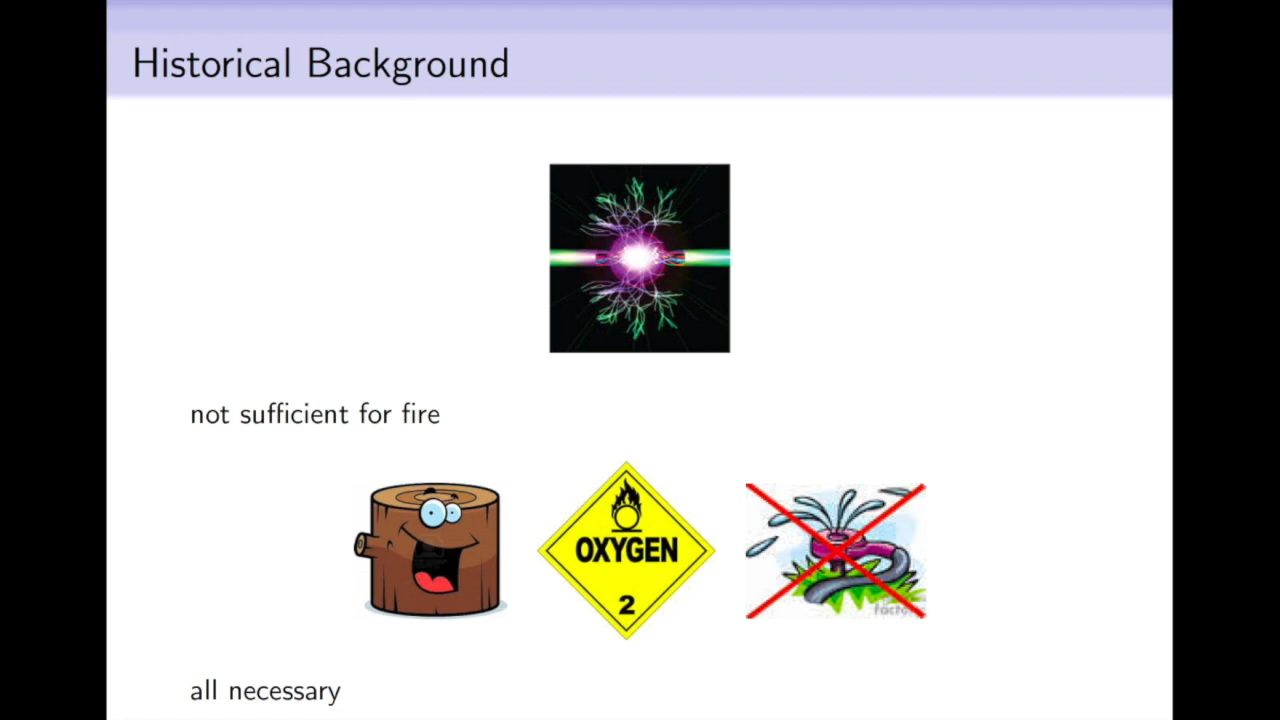 Historical Background
not sufficient for fire
OXYGEN
2
all necessary